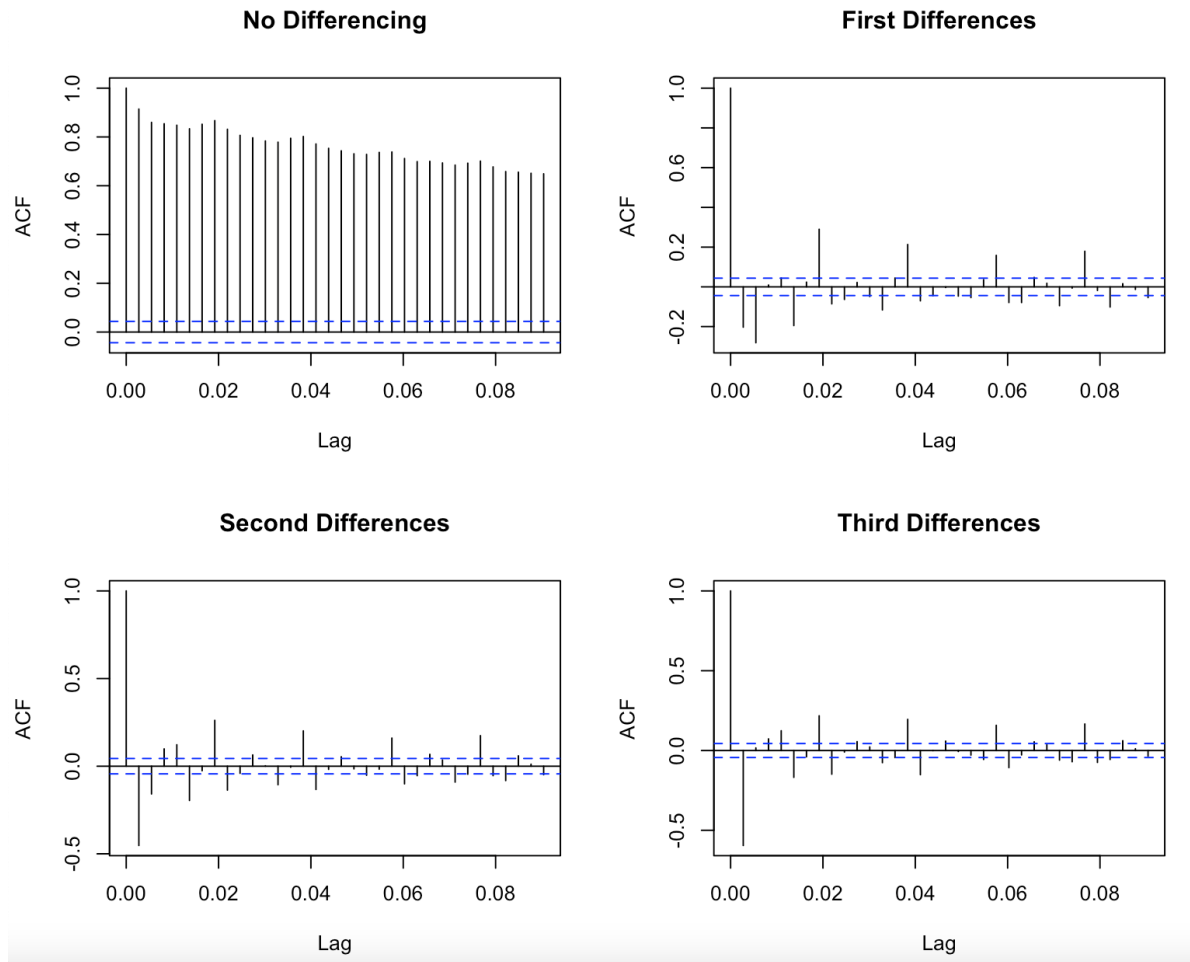 No Differencing
ACF
0.0 0.2 0.4 0.6 0.8 1.0
0.00 0.02 0.04 0.06 0.08
Lag
First Differences
ACF
-0.2 0.2 0.6 1.0
0.00 0.02 0.04 0.06 0.08
Lag
Second Differences
ACF
-0.5 0.0 0.5 1.0
0.00 0.02 0.04 0.06 0.08
Lag
Third Differences
ACF
-0.5 0.0 0.5 1.0
0.00 0.02 0.04 0.06 0.08
Lag